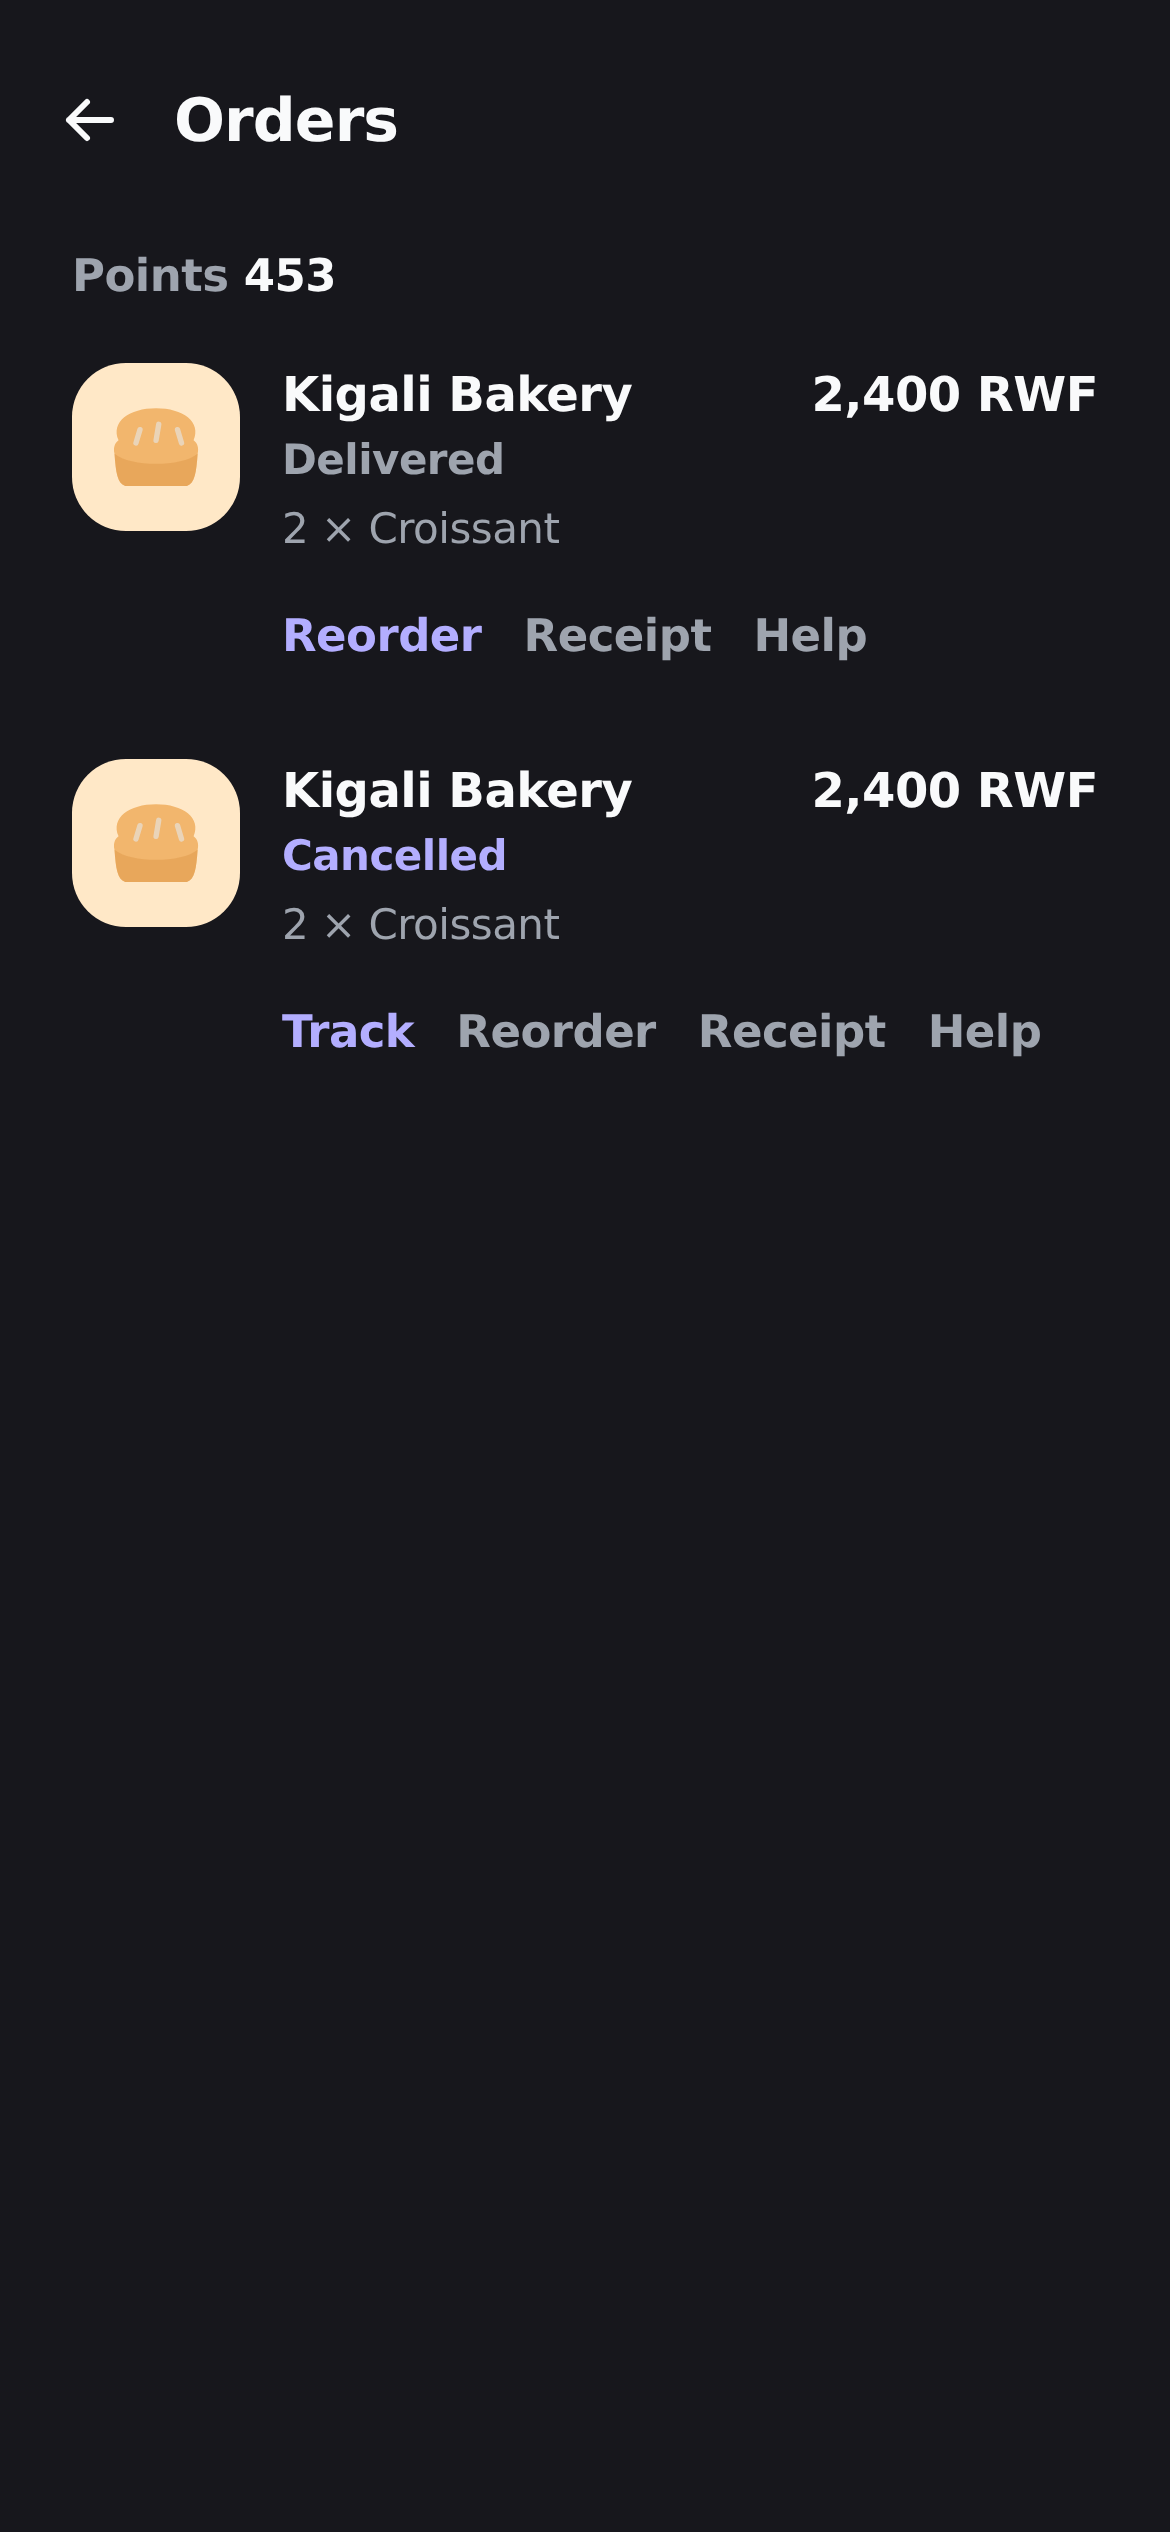 Orders
Points 453
Kigali Bakery 2,400 RWF
Delivered
2 × Croissant
Reorder Receipt Help
Kigali Bakery 2,400 RWF
Cancelled
2 × Croissant
Track Reorder Receipt Help